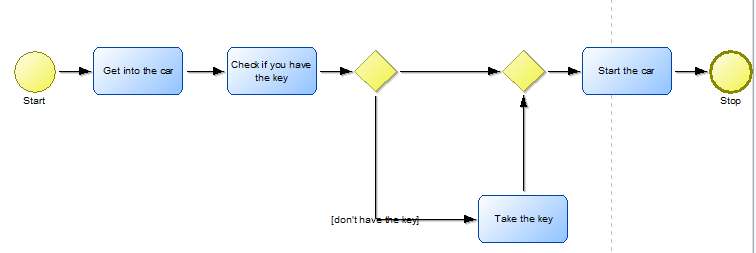 Start
Get into the car
Check if you have
the key
Start the car
Stop
[don't have the key]
Take the key